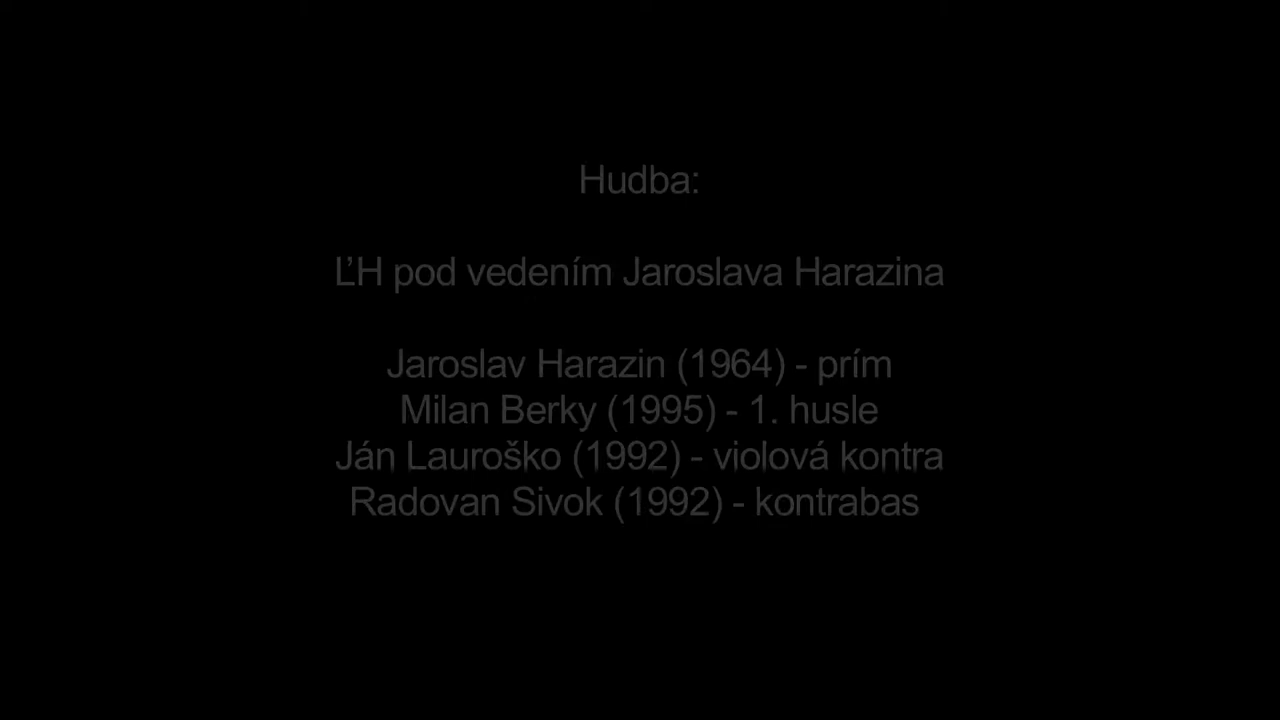 Hudba:
ĽH pod vedením Jaroslava Harazina
Jaroslav Harazin (1964) - prím
Milan Berky (1995) - 1. husle
Ján Lauroško (1992) - violová kontra
Radovan Sivok (1992) - kontrabas